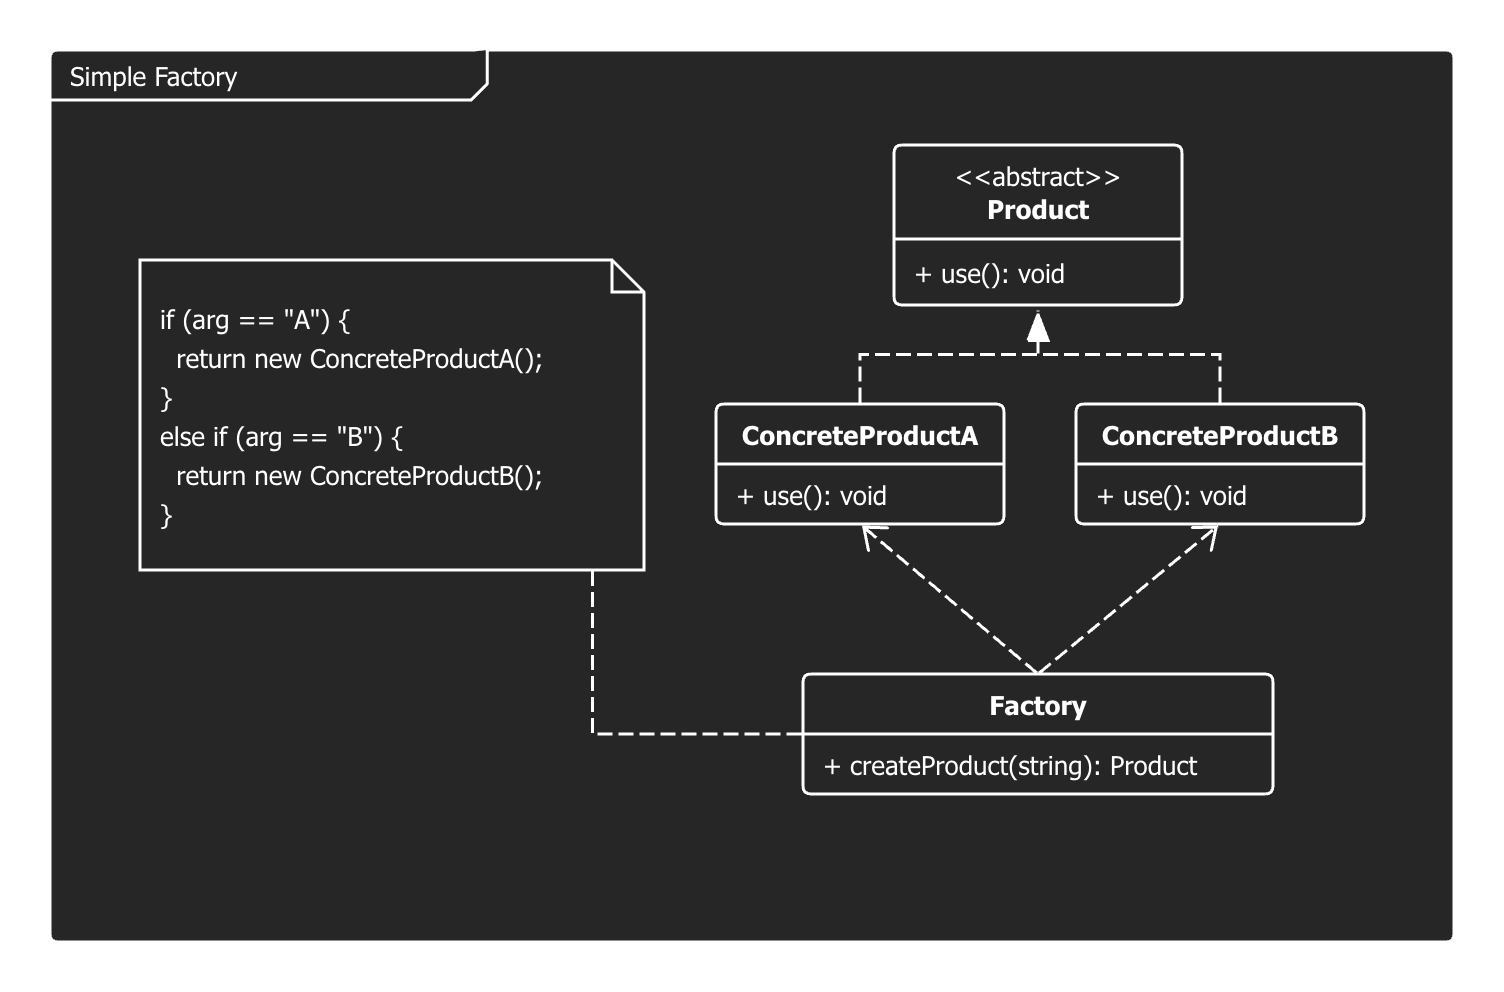 Simple Factory
<<abstract>>
Product
+ use(): void
if (arg == "A") {
  return new ConcreteProductA();
}
else if (arg == "B") {
  return new ConcreteProductB();
}
ConcreteProductA
+ use(): void
ConcreteProductB
+ use(): void
Factory
+ createProduct(string): Product